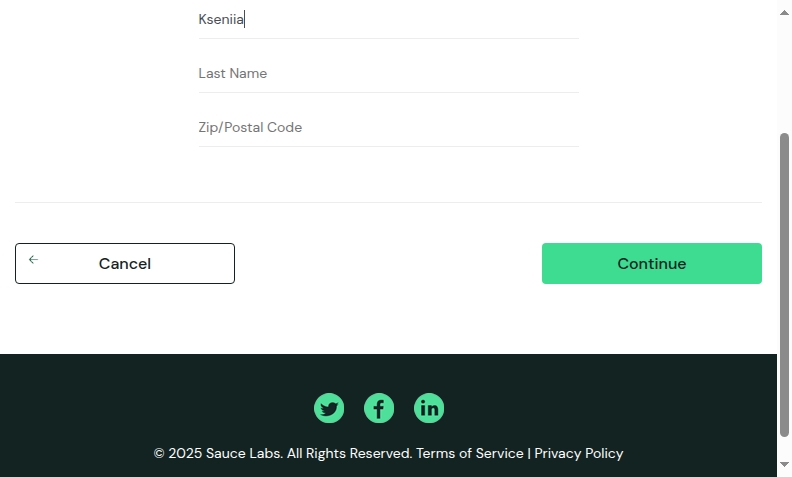 Kseniia
Last Name
Zip/Postal Code
Cancel
Continue
© 2025 Sauce Labs. All Rights Reserved. Terms of Service | Privacy Policy